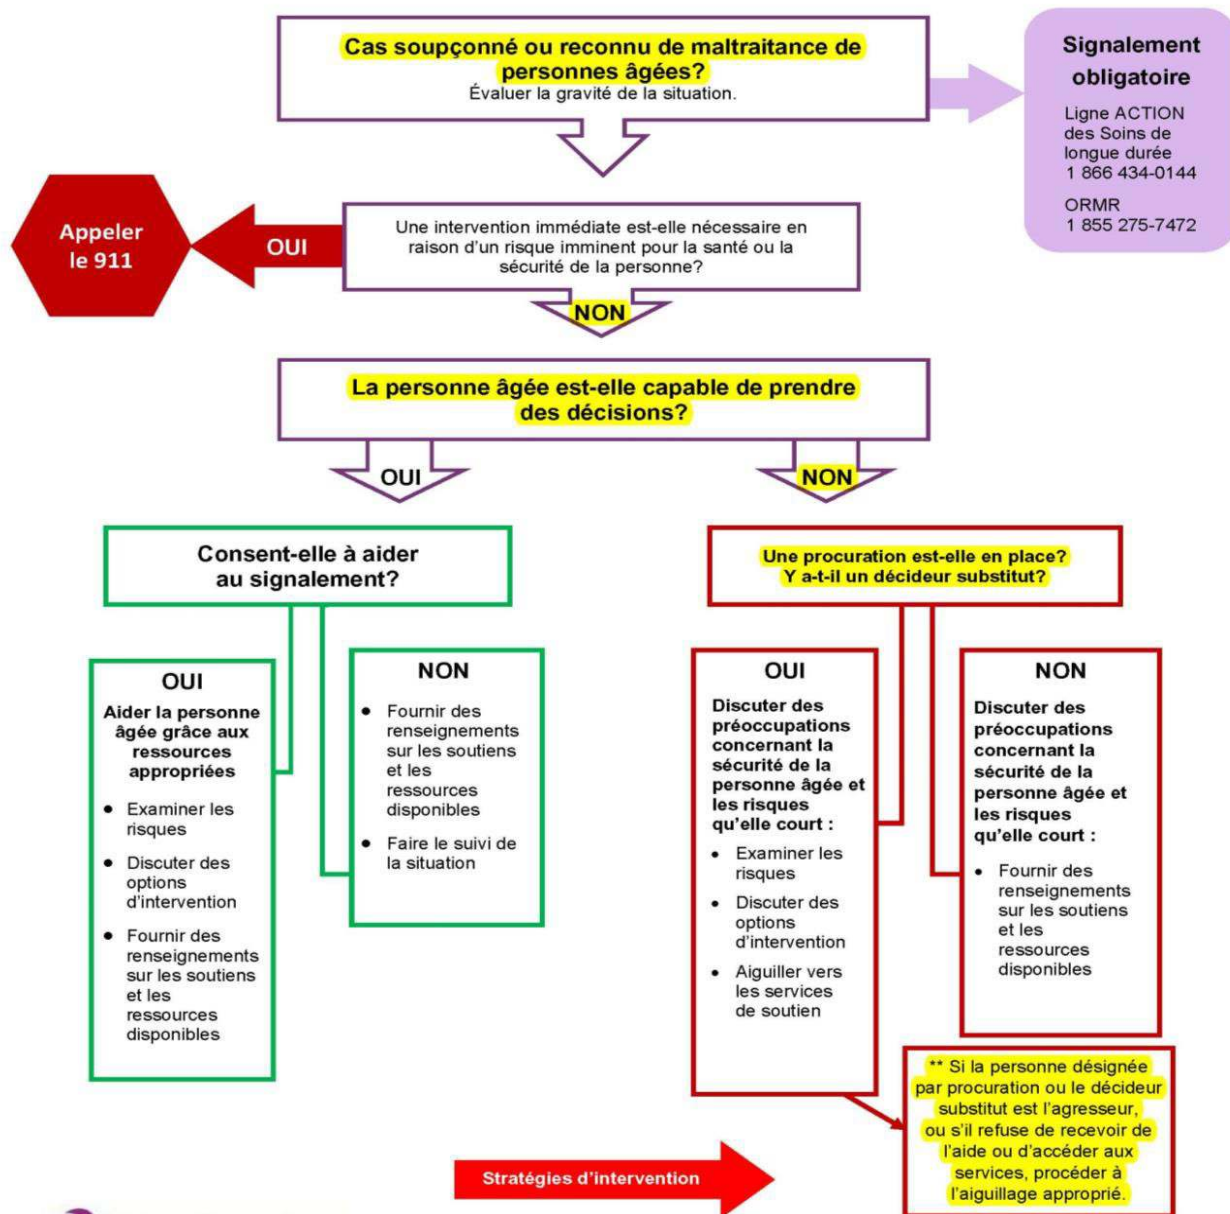 Cas soupçonné ou reconnu de maltraitance de
personnes âgées?
Évaluer la gravité de la situation.
Signalement
obligatoire
Ligne ACTION
des Soins de
longue durée
1 866 434-0144
ORMR
1 855 275-7472
Appeler
le 911
OUI
Une intervention immédiate est-elle nécessaire en
raison d'un risque imminent pour la santé ou la
sécurité de la personne?
NON
La personne âgée est-elle capable de prendre
des décisions?
OUI
NON
Consent-elle à aider
au signalement?
Une procuration est-elle en place?
Y a-t-il un décideur substitut?
OUI
Aider la personne
âgée grâce aux
ressources
appropriées
• Examiner les
risques
• Discuter des
options
d'intervention
• Fournir des
renseignements
sur les soutiens
et les
ressources
disponibles
NON
• Fournir des
renseignements
sur les soutiens
et les
ressources
disponibles
• Faire le suivi de
la situation
OUI
Discuter des
préoccupations
concernant la
sécurité de la
personne âgée et
les risques
qu'elle court :
• Examiner les
risques
• Discuter des
options
d'intervention
• Aiguiller vers
les services
de soutien
NON
Discuter des
préoccupations
concernant la
sécurité de la
personne âgée et
les risques
qu'elle court :
• Fournir des
renseignements
sur les soutiens
et les
ressources
disponibles
** Si la personne désignée
par procuration ou le décideur
substitut est l'agresseur,
ou s'il refuse de recevoir de
l'aide ou d'accéder aux
services, procéder à
l'aiguillage approprié.
Stratégies d'intervention